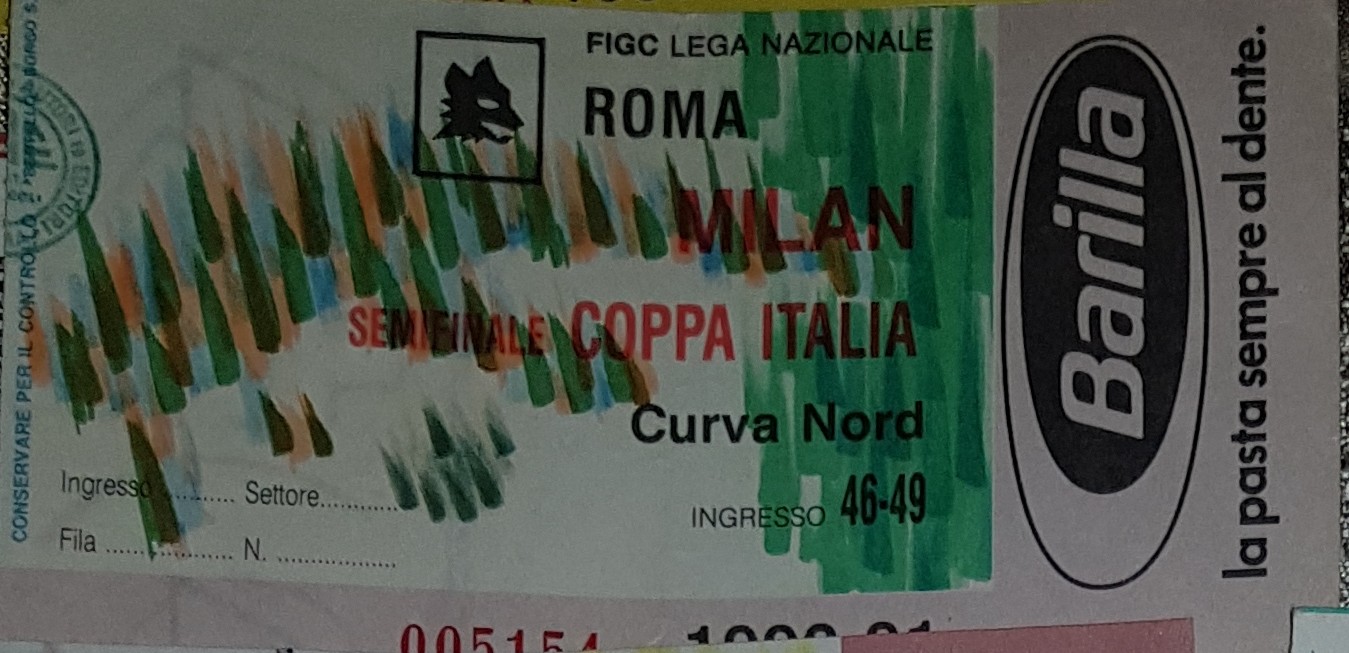 FIGC LEGA NAZIONALE
ROMA
MILAN
SEMIFINALE COPPA ITALIA
Curva Nord
INGRESSO 46-49
Ingresso .......... Settore............
Fila .................. N. .................
005154
CONSERVARE PER IL CONTROLLO
Barilla
la pasta sempre al dente.